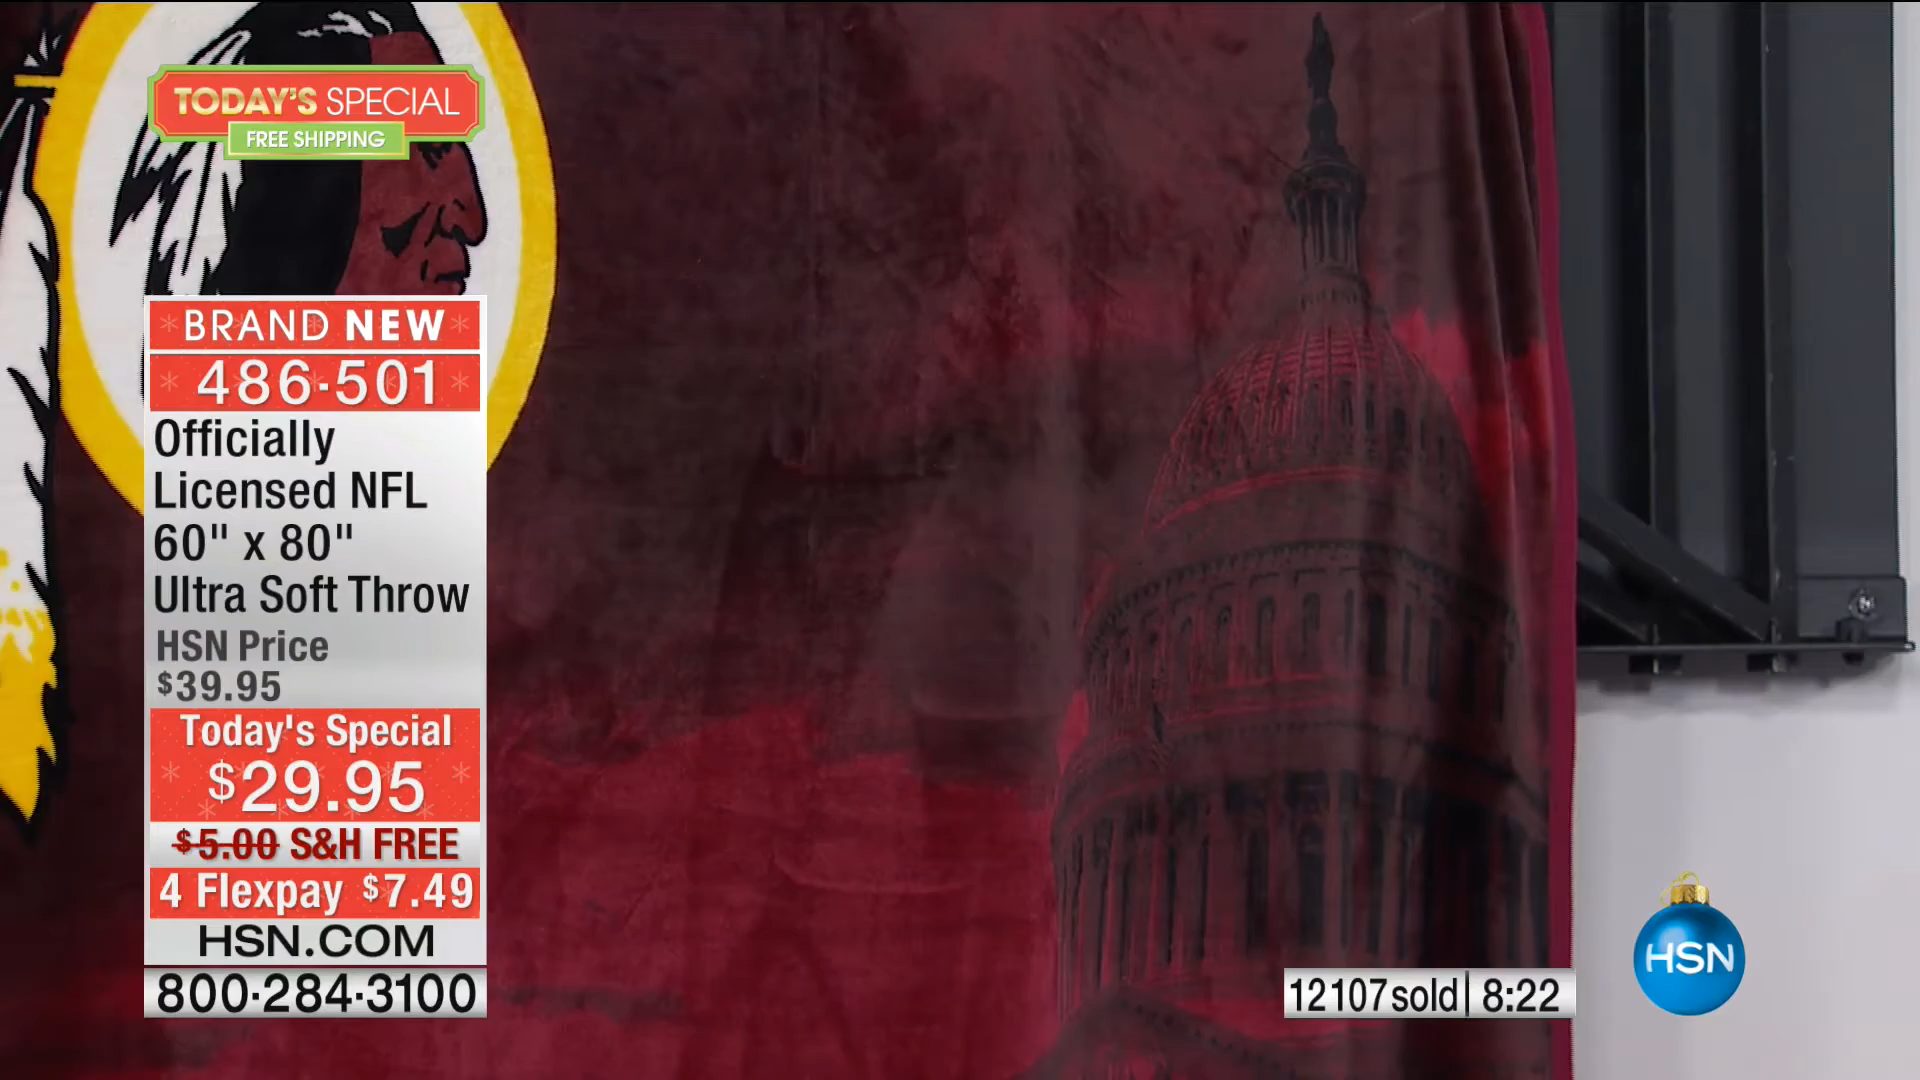 TODAY'S SPECIAL
FREE SHIPPING
BRAND NEW
486·501
Officially
Licensed NFL
60" x 80"
Ultra Soft Throw
HSN Price
$39.95
Today's Special
$29.95
$5.00 S&H FREE
4 Flexpay $7.49
HSN.COM
800·284·3100
12107 sold 8:22
HSN